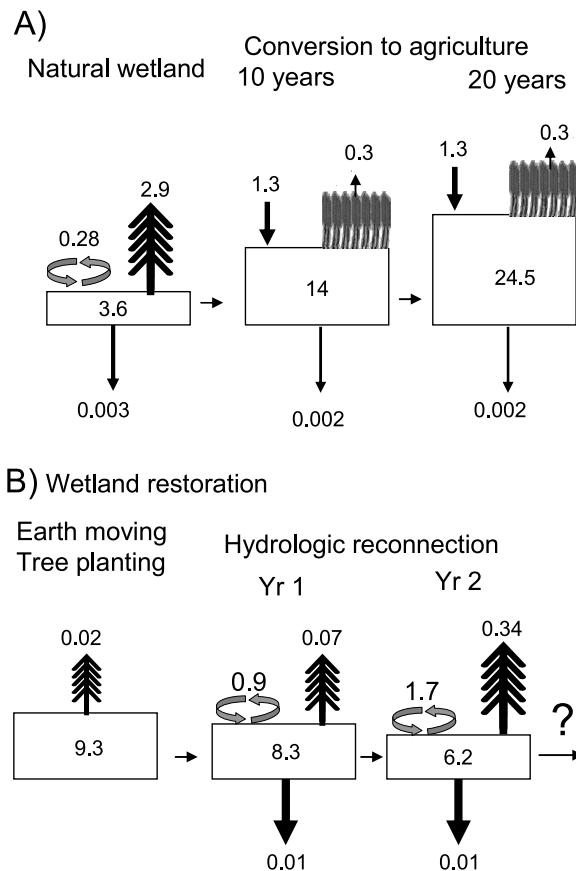 A)
Conversion to agriculture
Natural wetland
10 years
20 years
0.3
1.3
0.3
1.3
2.9
0.28
24.5
14
3.6
0.003
0.002
0.002
B) Wetland restoration
Earth moving
Tree planting
Hydrologic reconnection
Yr 1
Yr 2
0.02
0.07
0.34
0.9
1.7
?
9.3
8.3
6.2
0.01
0.01